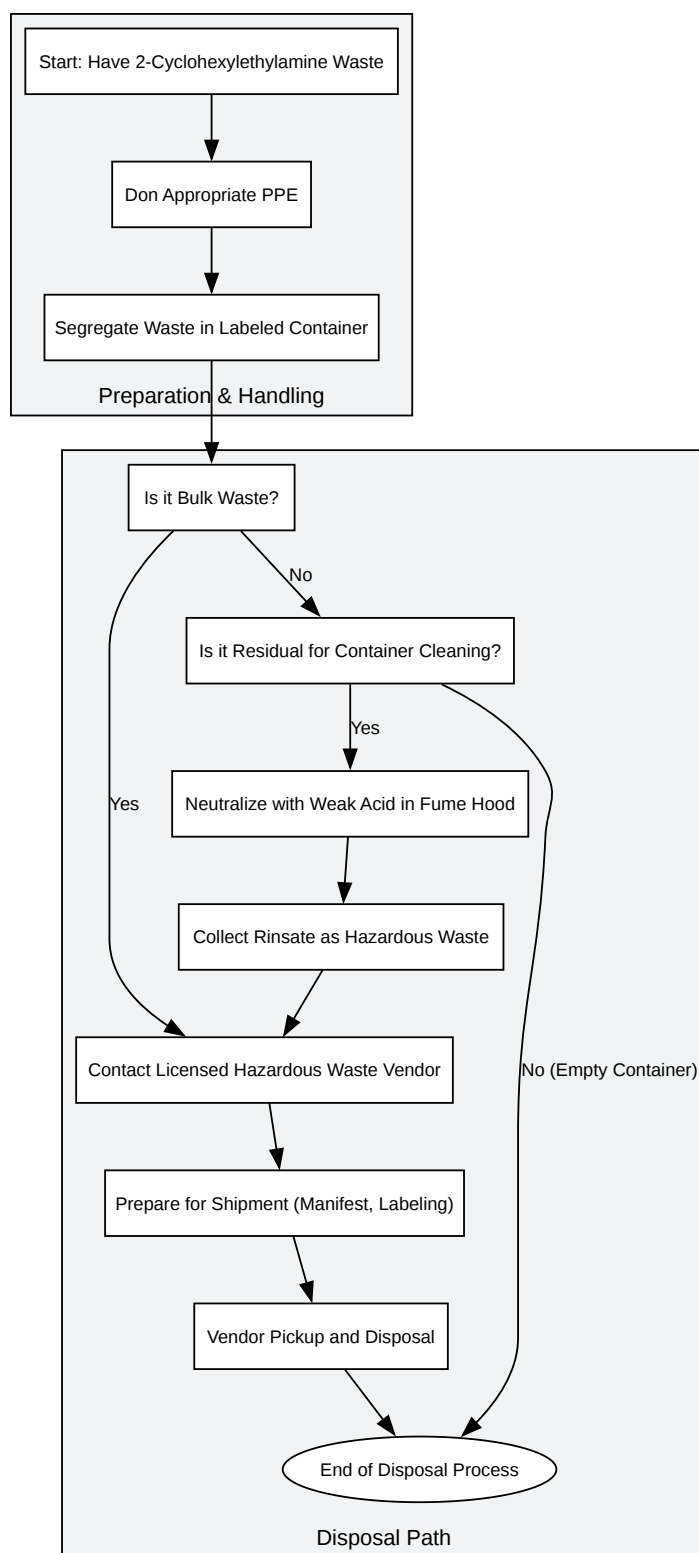 Start: Have 2-Cyclohexylethylamine Waste
Don Appropriate PPE
Segregate Waste in Labeled Container
Preparation & Handling
Is it Bulk Waste?
No
Is it Residual for Container Cleaning?
Yes
Yes
Neutralize with Weak Acid in Fume Hood
Collect Rinsate as Hazardous Waste
Contact Licensed Hazardous Waste Vendor
No (Empty Container)
Prepare for Shipment (Manifest, Labeling)
Vendor Pickup and Disposal
End of Disposal Process
Disposal Path